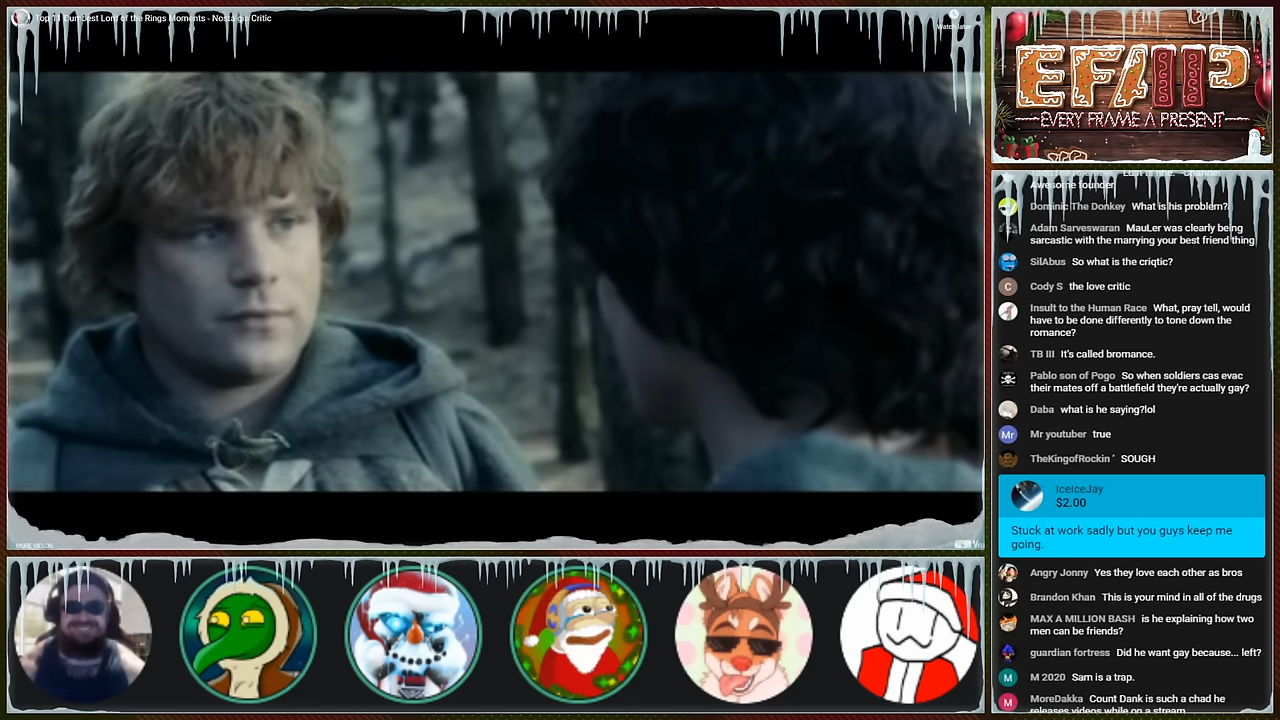 Top 11 Dumbest Lord of the Rings Moments - Nostalgia Critic
Watch later
MORE VIDEOS
EFAP
EVERY FRAME A PRESENT
Awesome founder
Dominic The Donkey What is his problem?
Adam Sarveswaran MauLer was clearly being
sarcastic with the marrying your best friend thing
SilAbus So what is the criqtic?
C
Cody S the love critic
Insult to the Human Race What, pray tell, would
have to be done differently to tone down the
romance?
TB III It's called bromance.
Pablo son of Pogo So when soldiers cas evac
their mates off a battlefield they're actually gay?
Daba what is he saying?lol
Mr
Mr youtuber true
TheKingofRockin ' SOUGH
IceIceJay
$2.00
Stuck at work sadly but you guys keep me
going.
Angry Jonny Yes they love each other as bros
Brandon Khan This is your mind in all of the drugs
MAX A MILLION BASH is he explaining how two
men can be friends?
guardian fortress Did he want gay because... left?
M
M 2020 Sam is a trap.
M
MoreDakka Count Dank is such a chad he
releases videos while on a stream